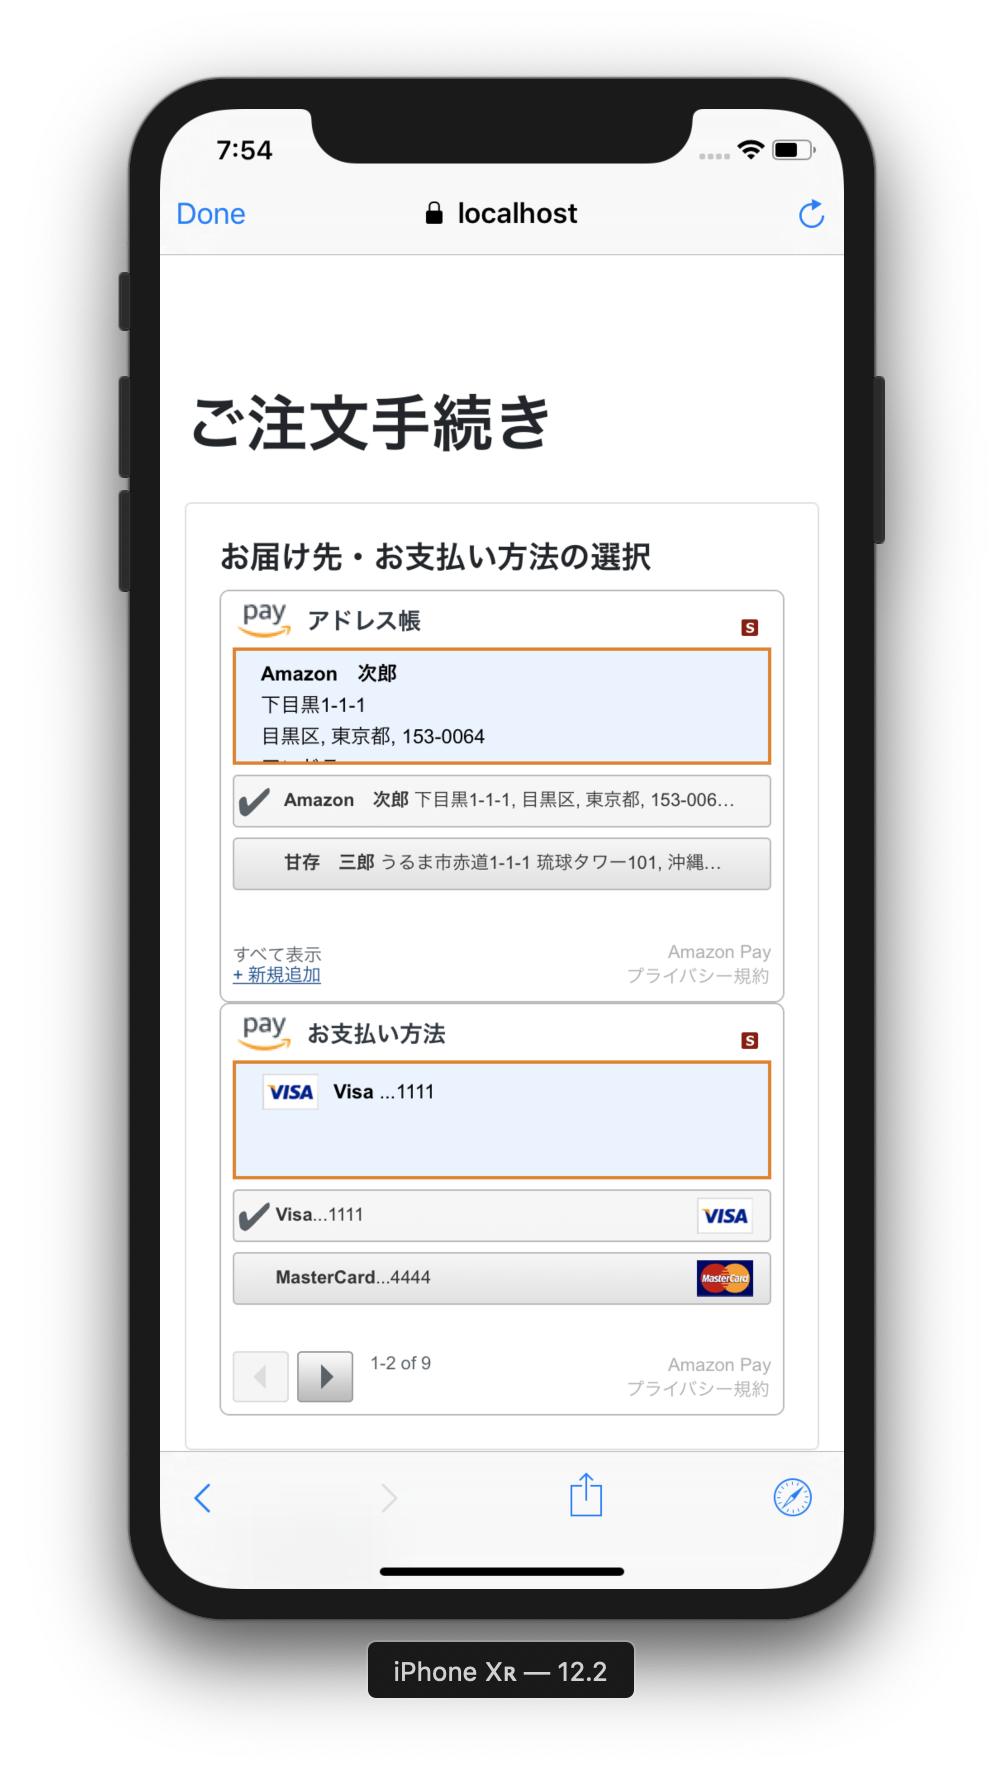 7:54
Done
localhost
ご注文手続き
お届け先・お支払い方法の選択
pay アドレス帳
S
Amazon　次郎
下目黒1-1-1
目黒区, 東京都, 153-0064
Amazon　次郎 下目黒1-1-1, 目黒区, 東京都, 153-006...
甘存　三郎 うるま市赤道1-1-1 琉球タワー101, 沖縄...
すべて表示
+ 新規追加
Amazon Pay
プライバシー規約
pay お支払い方法
S
VISA Visa ...1111
Visa...1111 VISA
MasterCard...4444 MasterCard
1-2 of 9
Amazon Pay
プライバシー規約
iPhone XR — 12.2